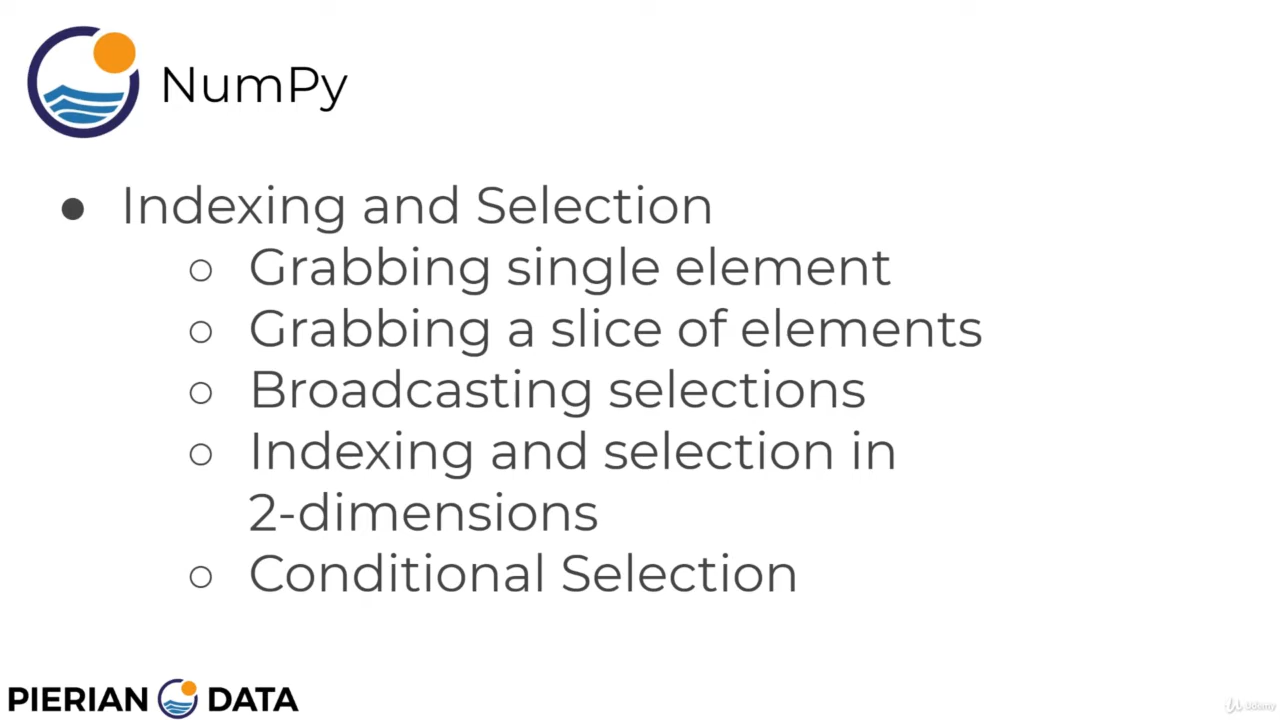 NumPy
● Indexing and Selection
○ Grabbing single element
○ Grabbing a slice of elements
○ Broadcasting selections
○ Indexing and selection in
2-dimensions
○ Conditional Selection
PIERIAN DATA
Udemy